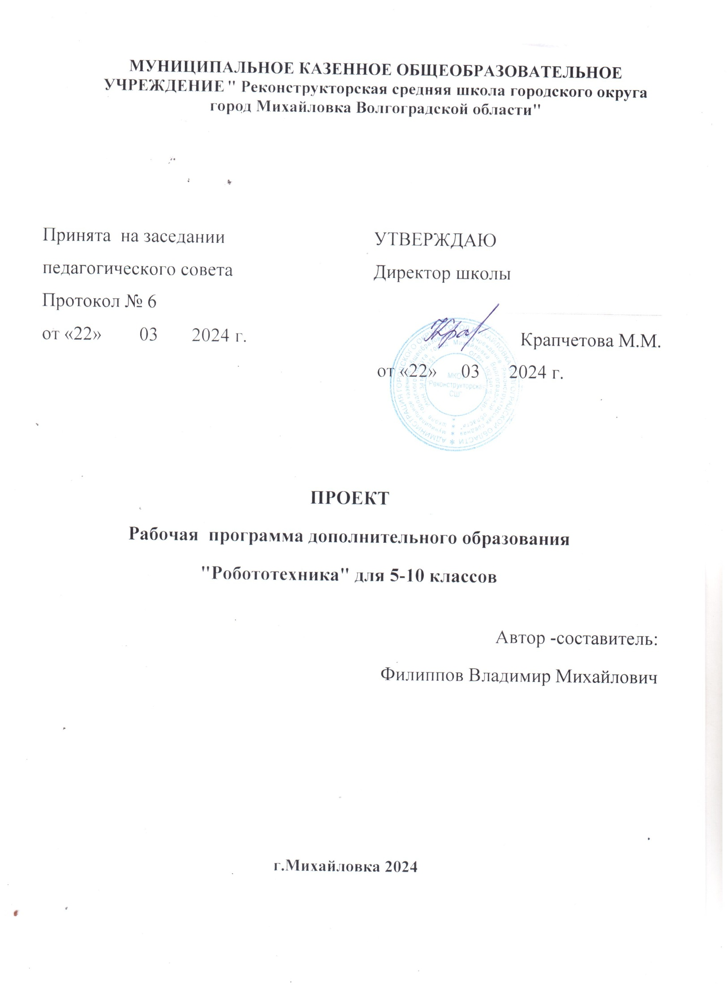 МУНИЦИПАЛЬНОЕ КАЗЕННОЕ ОБЩЕОБРАЗОВАТЕЛЬНОЕ
УЧРЕЖДЕНИЕ " Реконструкторская средняя школа городского округа
город Михайловка Волгоградской области"
Принята на заседании
педагогического совета
Протокол № 6
от «22» 03 2024 г.
УТВЕРЖДАЮ
Директор школы
Крапчетова М.М.
от «22» 03 2024 г.
МКОУ
"Реконструкторская
СШ"
ПРОЕКТ
Рабочая программа дополнительного образования
"Робототехника" для 5-10 классов
Автор -составитель:
Филиппов Владимир Михайлович
г.Михайловка 2024